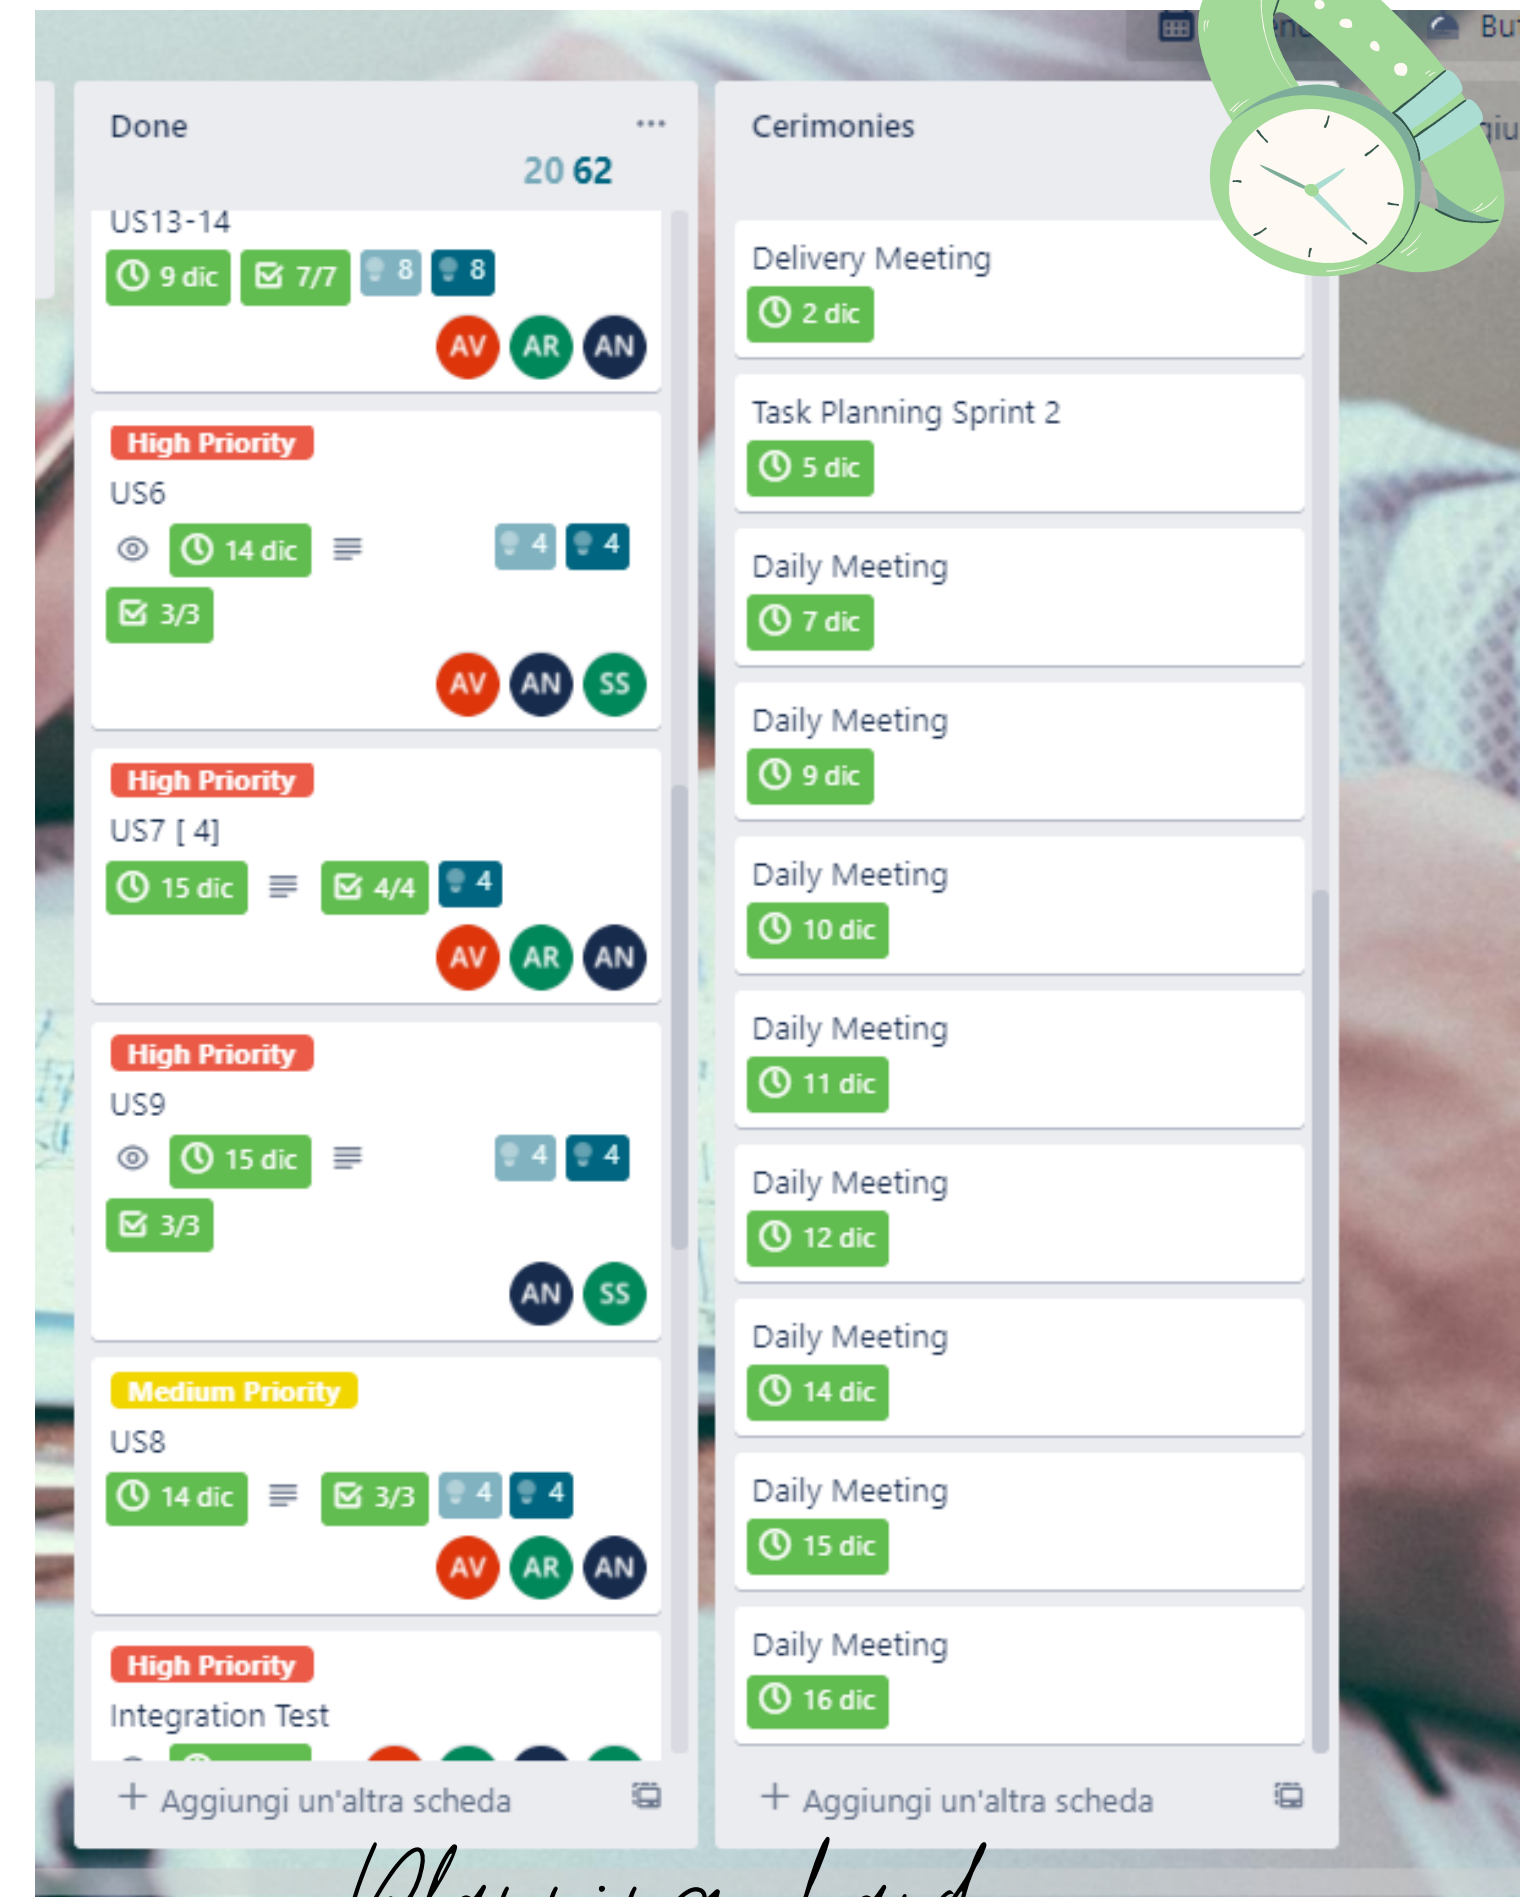 Done
20 62
US13-14
9 dic 7/7 8 8
AV AR AN
High Priority
US6
14 dic 4 4
3/3
AV AN SS
High Priority
US7 [ 4]
15 dic 4/4 4
AV AR AN
High Priority
US9
15 dic 4 4
3/3
AN SS
Medium Priority
US8
14 dic 3/3 4 4
AV AR AN
High Priority
Integration Test
+ Aggiungi un'altra scheda
Cerimonies
Delivery Meeting
2 dic
Task Planning Sprint 2
5 dic
Daily Meeting
7 dic
Daily Meeting
9 dic
Daily Meeting
10 dic
Daily Meeting
11 dic
Daily Meeting
12 dic
Daily Meeting
14 dic
Daily Meeting
15 dic
Daily Meeting
16 dic
+ Aggiungi un'altra scheda